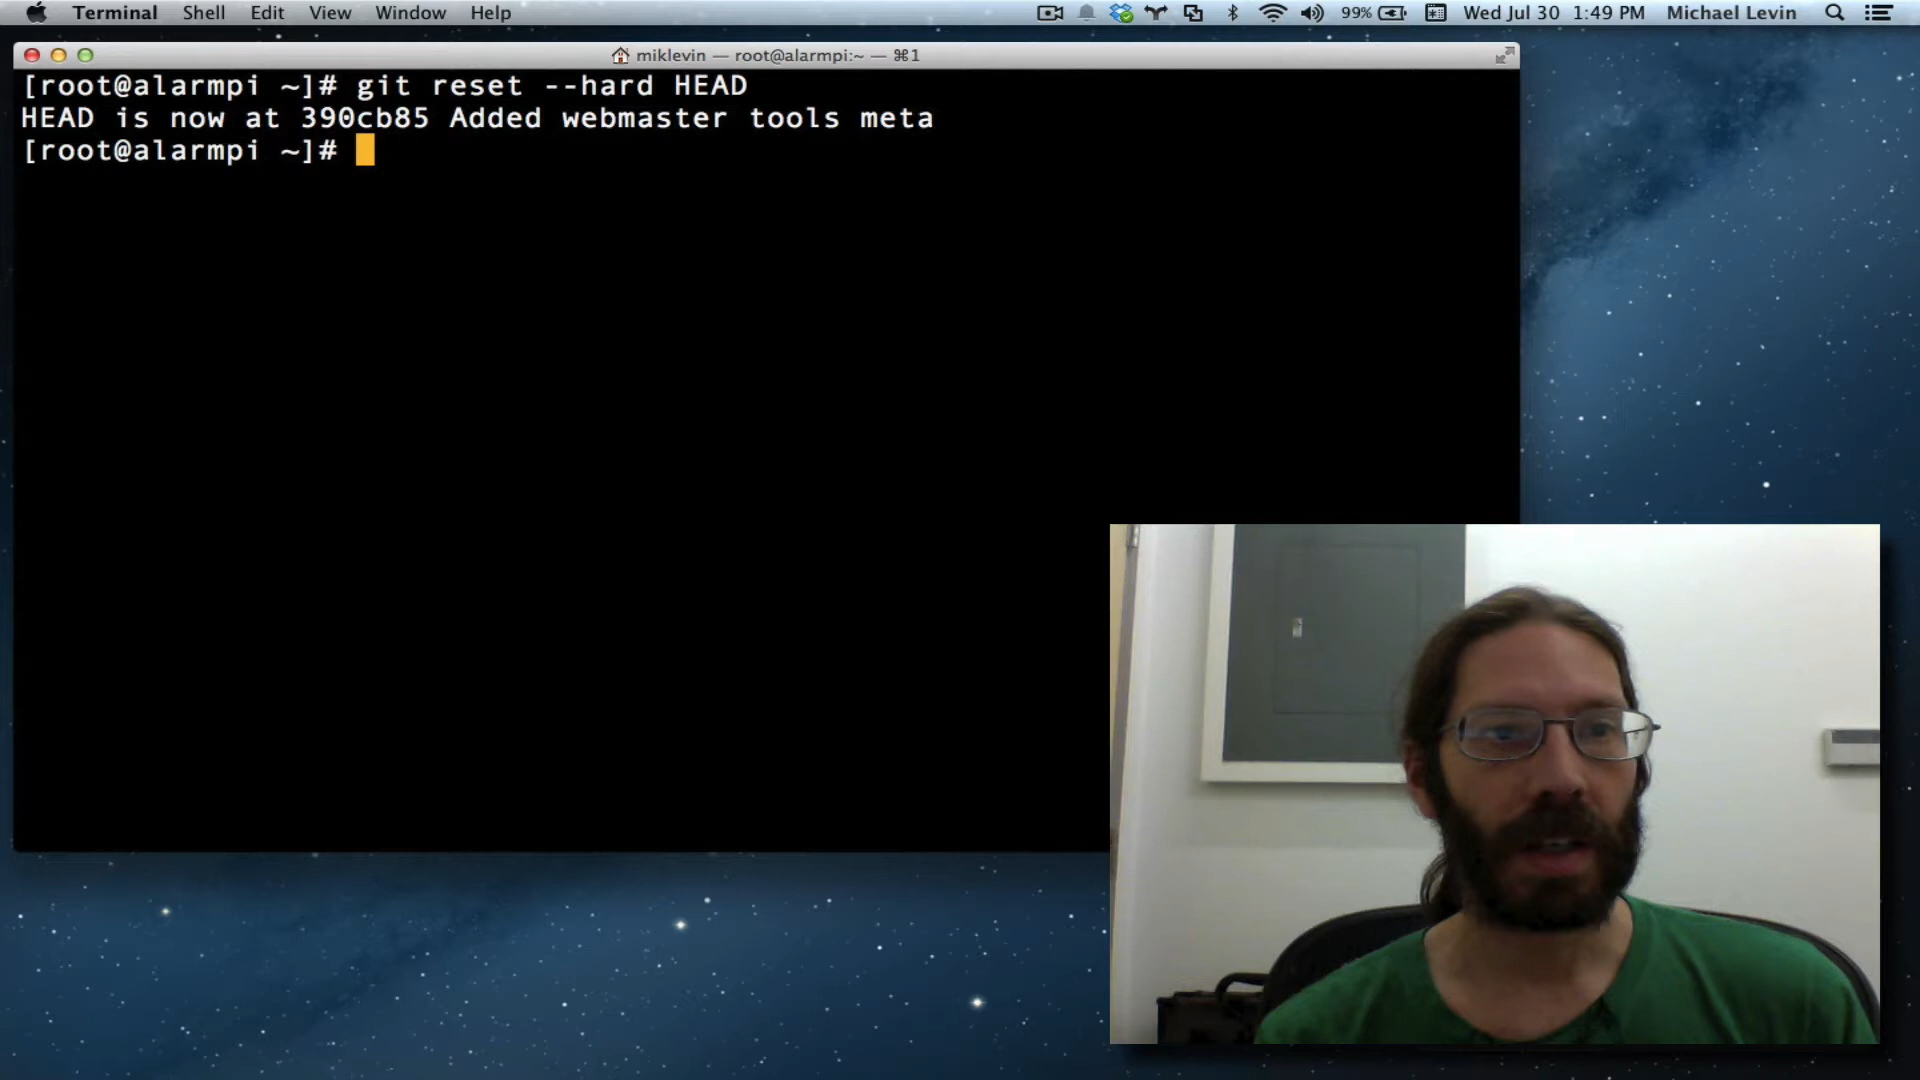 Terminal Shell Edit View Window Help 99% Wed Jul 30 1:49 PM Michael Levin
miklevin — root@alarmpi:~ — ⌘1
[root@alarmpi ~]# git reset --hard HEAD
HEAD is now at 390cb85 Added webmaster tools meta
[root@alarmpi ~]#